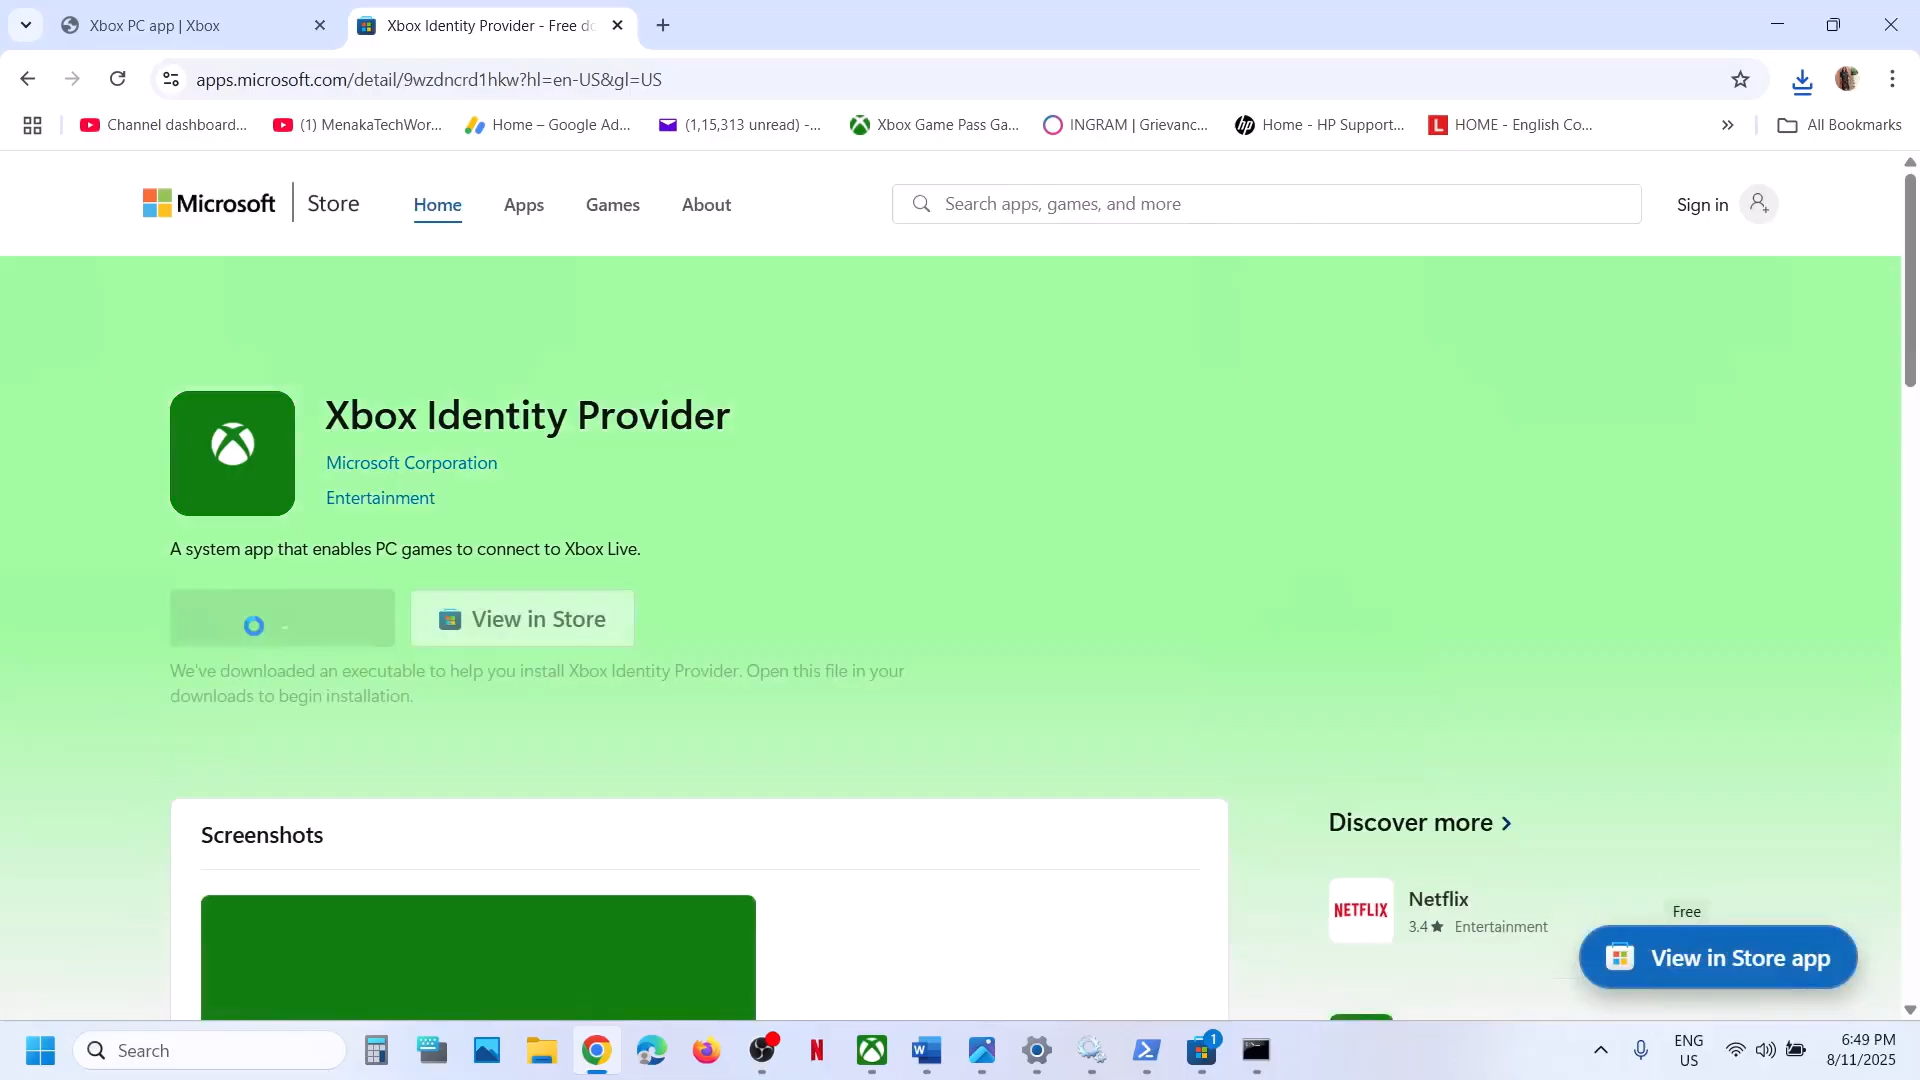 Xbox PC app | Xbox
Xbox Identity Provider - Free do
apps.microsoft.com/detail/9wzdncrd1hkw?hl=en-US&gl=US
Channel dashboard...
(1) MenakaTechWor...
Home – Google Ad...
(1,15,313 unread) -...
Xbox Game Pass Ga...
INGRAM | Grievanc...
Home - HP Support...
HOME - English Co...
All Bookmarks
Microsoft Store
Home
Apps
Games
About
Search apps, games, and more
Sign in
Xbox Identity Provider
Microsoft Corporation
Entertainment
A system app that enables PC games to connect to Xbox Live.
View in Store
We've downloaded an executable to help you install Xbox Identity Provider. Open this file in your
downloads to begin installation.
Screenshots
Discover more
NETFLIX
Netflix
3.4★ Entertainment
Free
View in Store app
Search
1
ENG
US
6:49 PM
8/11/2025